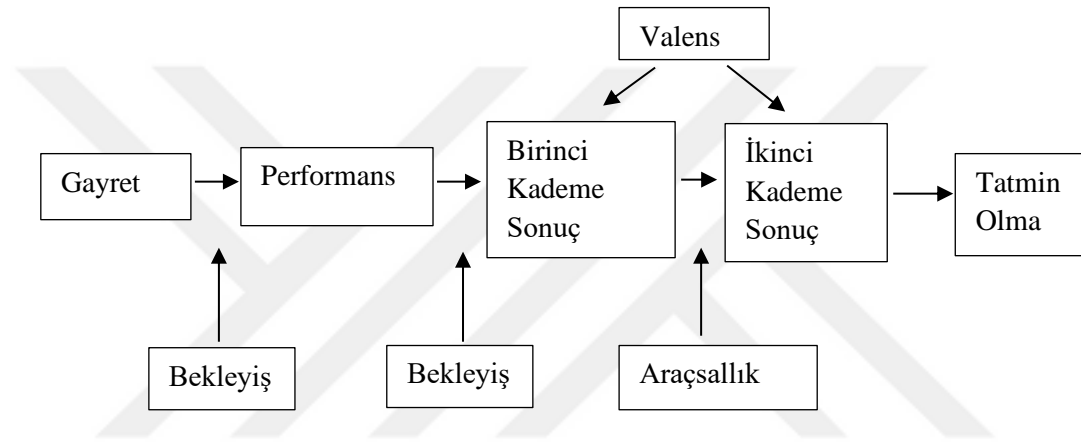 Valens
Gayret
Performans
Birinci
Kademe
Sonuç
İkinci
Kademe
Sonuç
Tatmin
Olma
Bekleyiş
Bekleyiş
Araçsallık